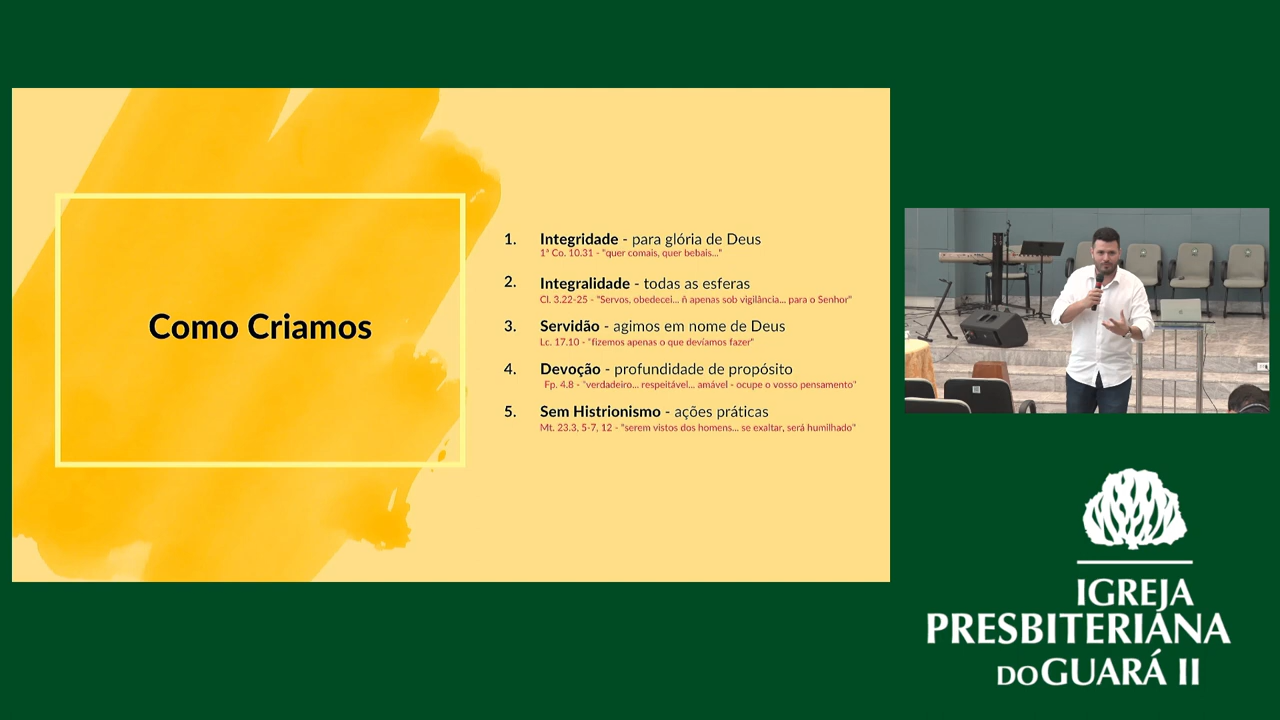 Como Criamos
1. Integridade - para glória de Deus
1ª Co. 10.31 - "quer comais, quer bebais..."
2. Integralidade - todas as esferas
Cl. 3.22-25 - "Servos, obedecei... ñ apenas sob vigilância... para o Senhor"
3. Servidão - agimos em nome de Deus
Lc. 17.10 - "fizemos apenas o que devíamos fazer"
4. Devoção - profundidade de propósito
Fp. 4.8 - "verdadeiro... respeitável... amável - ocupe o vosso pensamento"
5. Sem Histrionismo - ações práticas
Mt. 23.3, 5-7, 12 - "serem vistos dos homens... se exaltar, será humilhado"
IGREJA
PRESBITERIANA
DO GUARÁ II